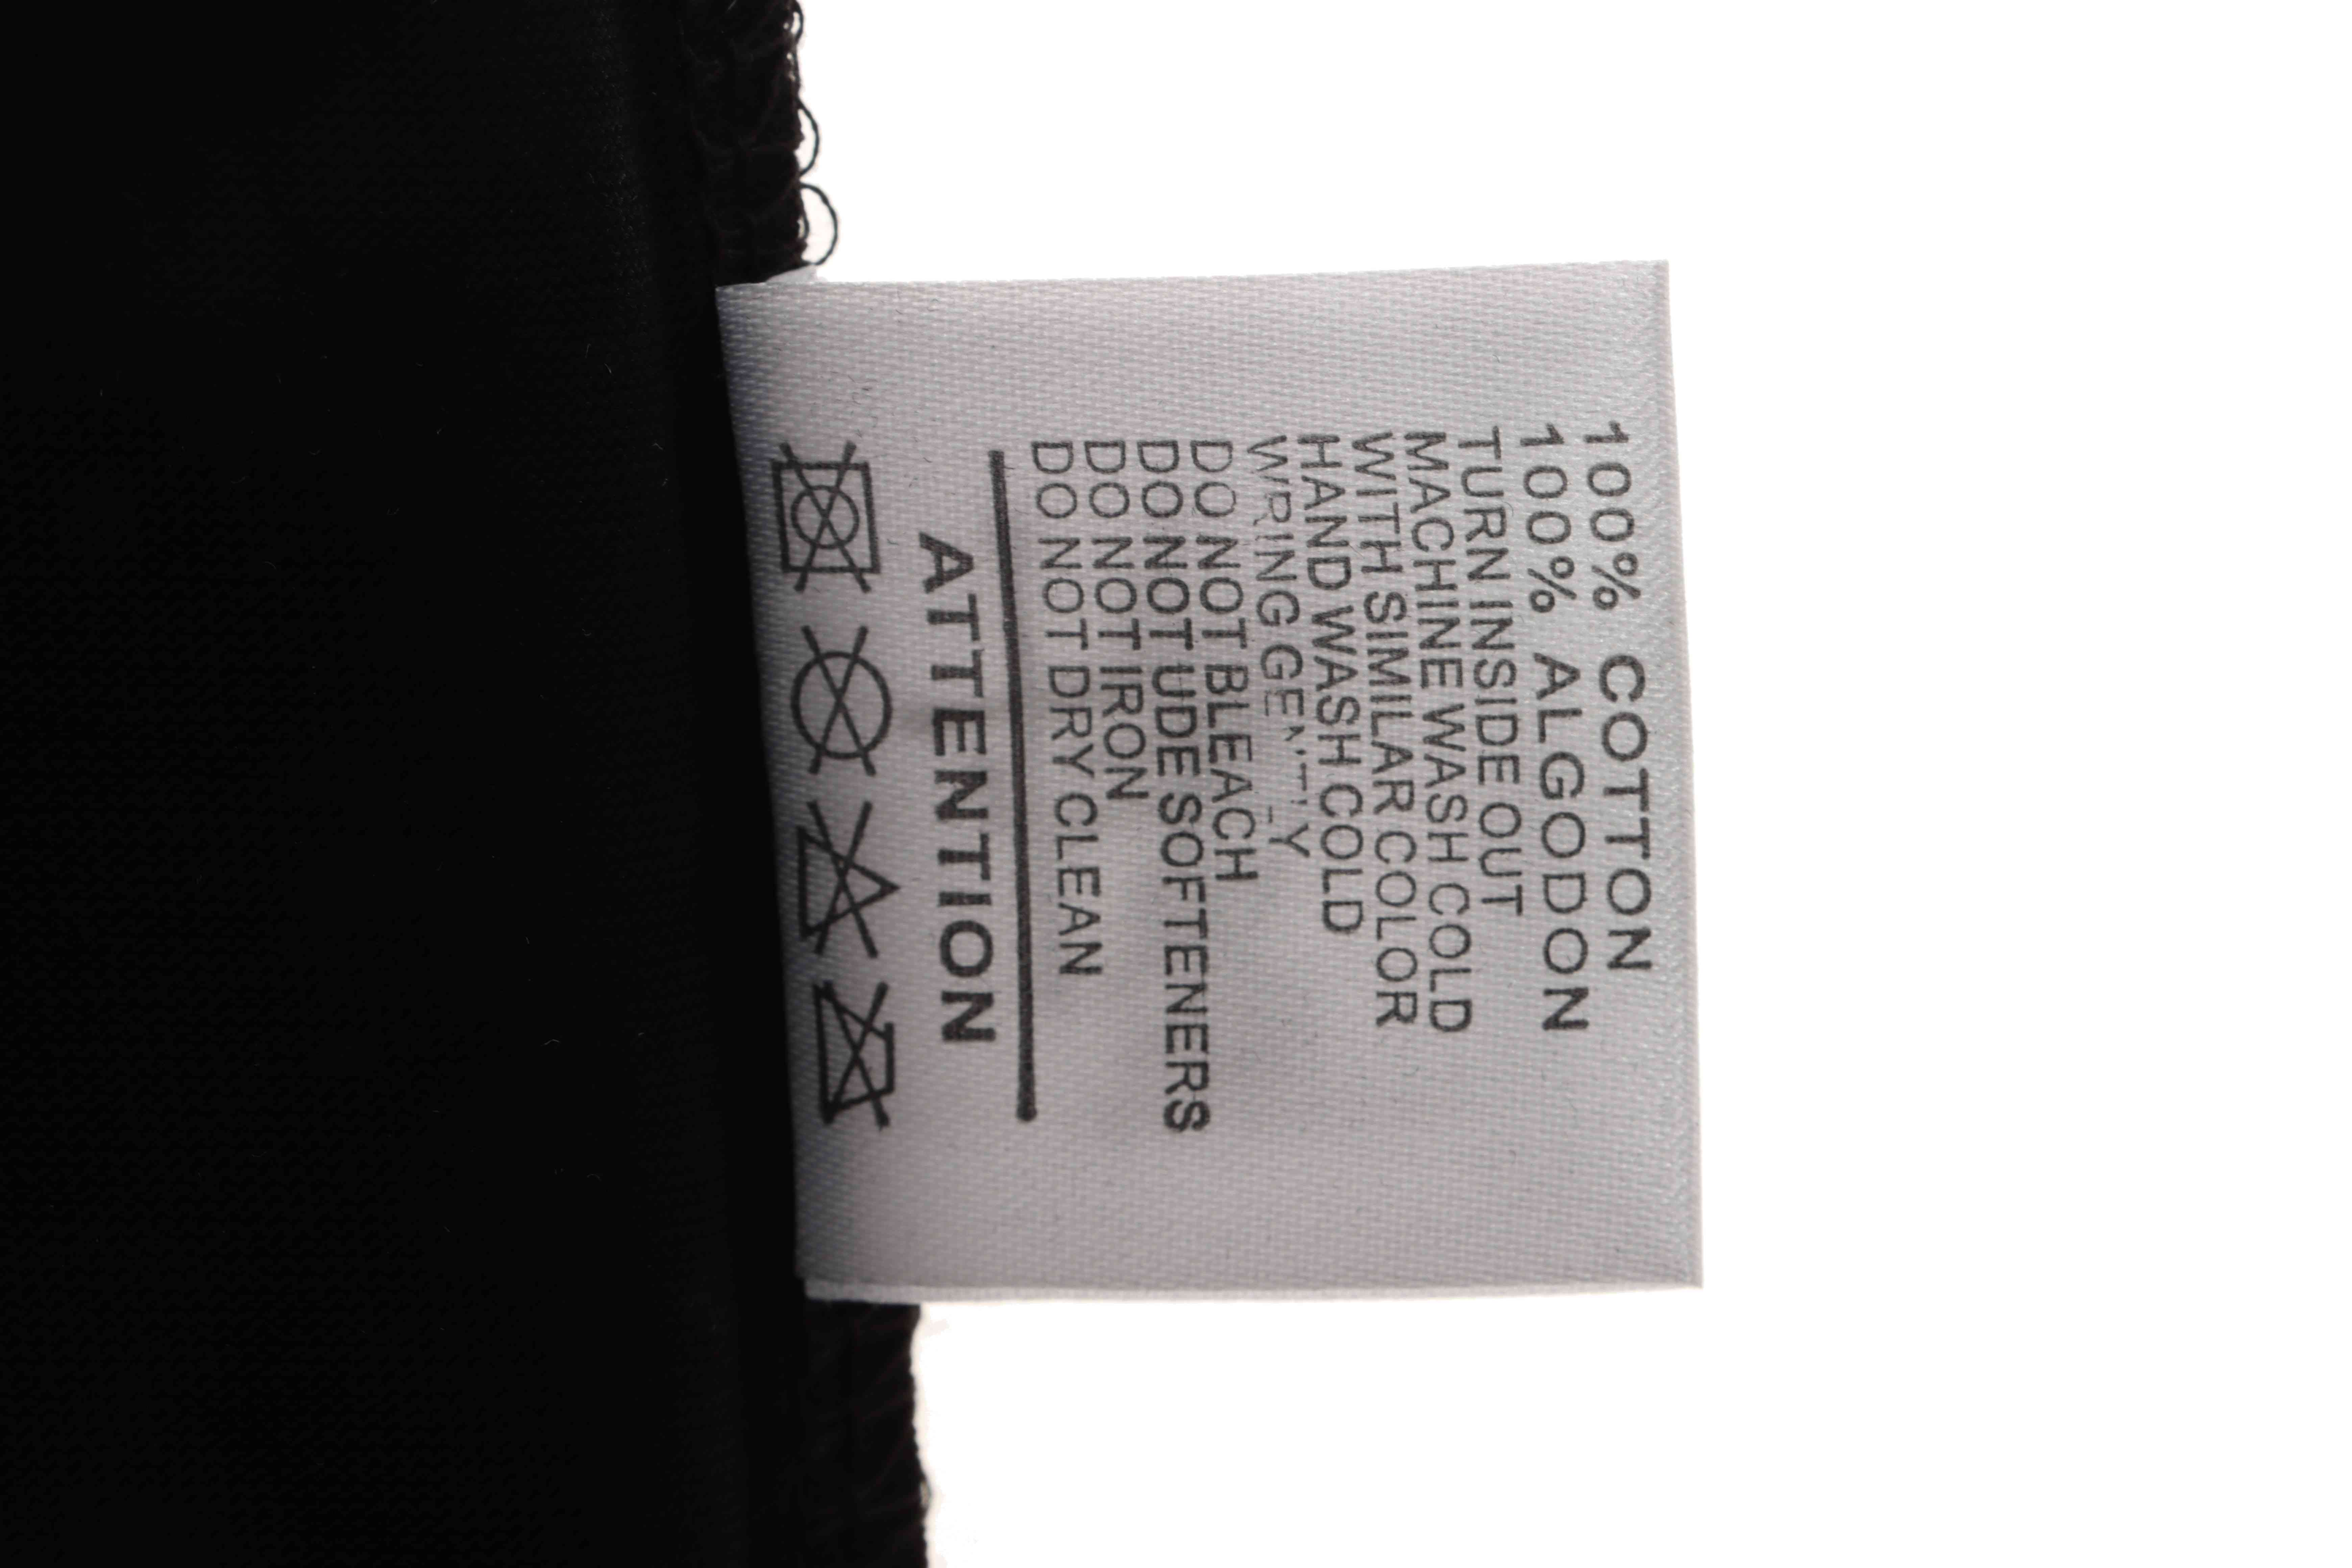 100% COTTON
100% ALGODON
TURN INSIDE OUT
MACHINE WASH COLD
WITH SIMILAR COLOR
HAND WASH COLD
WRING GENTLY
DO NOT BLEACH
DO NOT UDE SOFTENERS
DO NOT IRON
DO NOT DRY CLEAN
ATTENTION